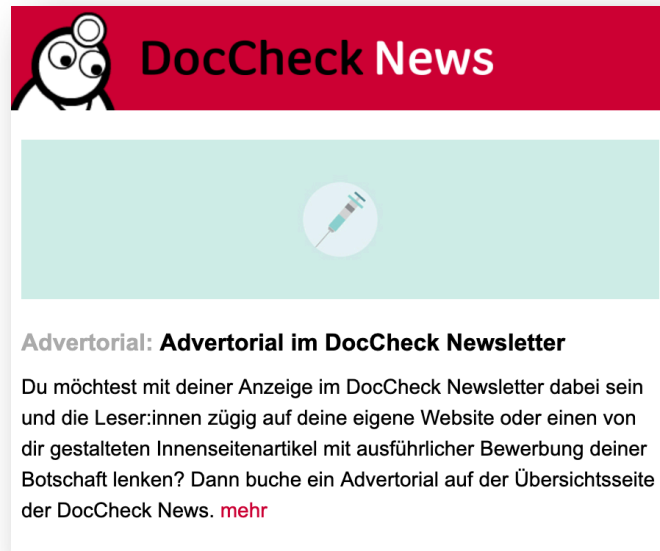 DocCheck News
Advertorial: Advertorial im DocCheck Newsletter
Du möchtest mit deiner Anzeige im DocCheck Newsletter dabei sein
und die Leser:innen zügig auf deine eigene Website oder einen von
dir gestalteten Innenseitenartikel mit ausführlicher Bewerbung deiner
Botschaft lenken? Dann buche ein Advertorial auf der Übersichtsseite
der DocCheck News. mehr